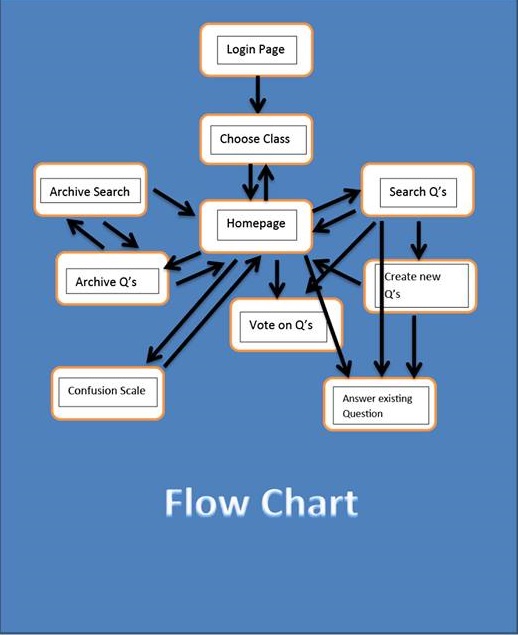 Login Page
Choose Class
Archive Search
Search Q's
Homepage
Archive Q's
Create new
Q's
Vote on Q's
Confusion Scale
Answer existing
Question
Flow Chart